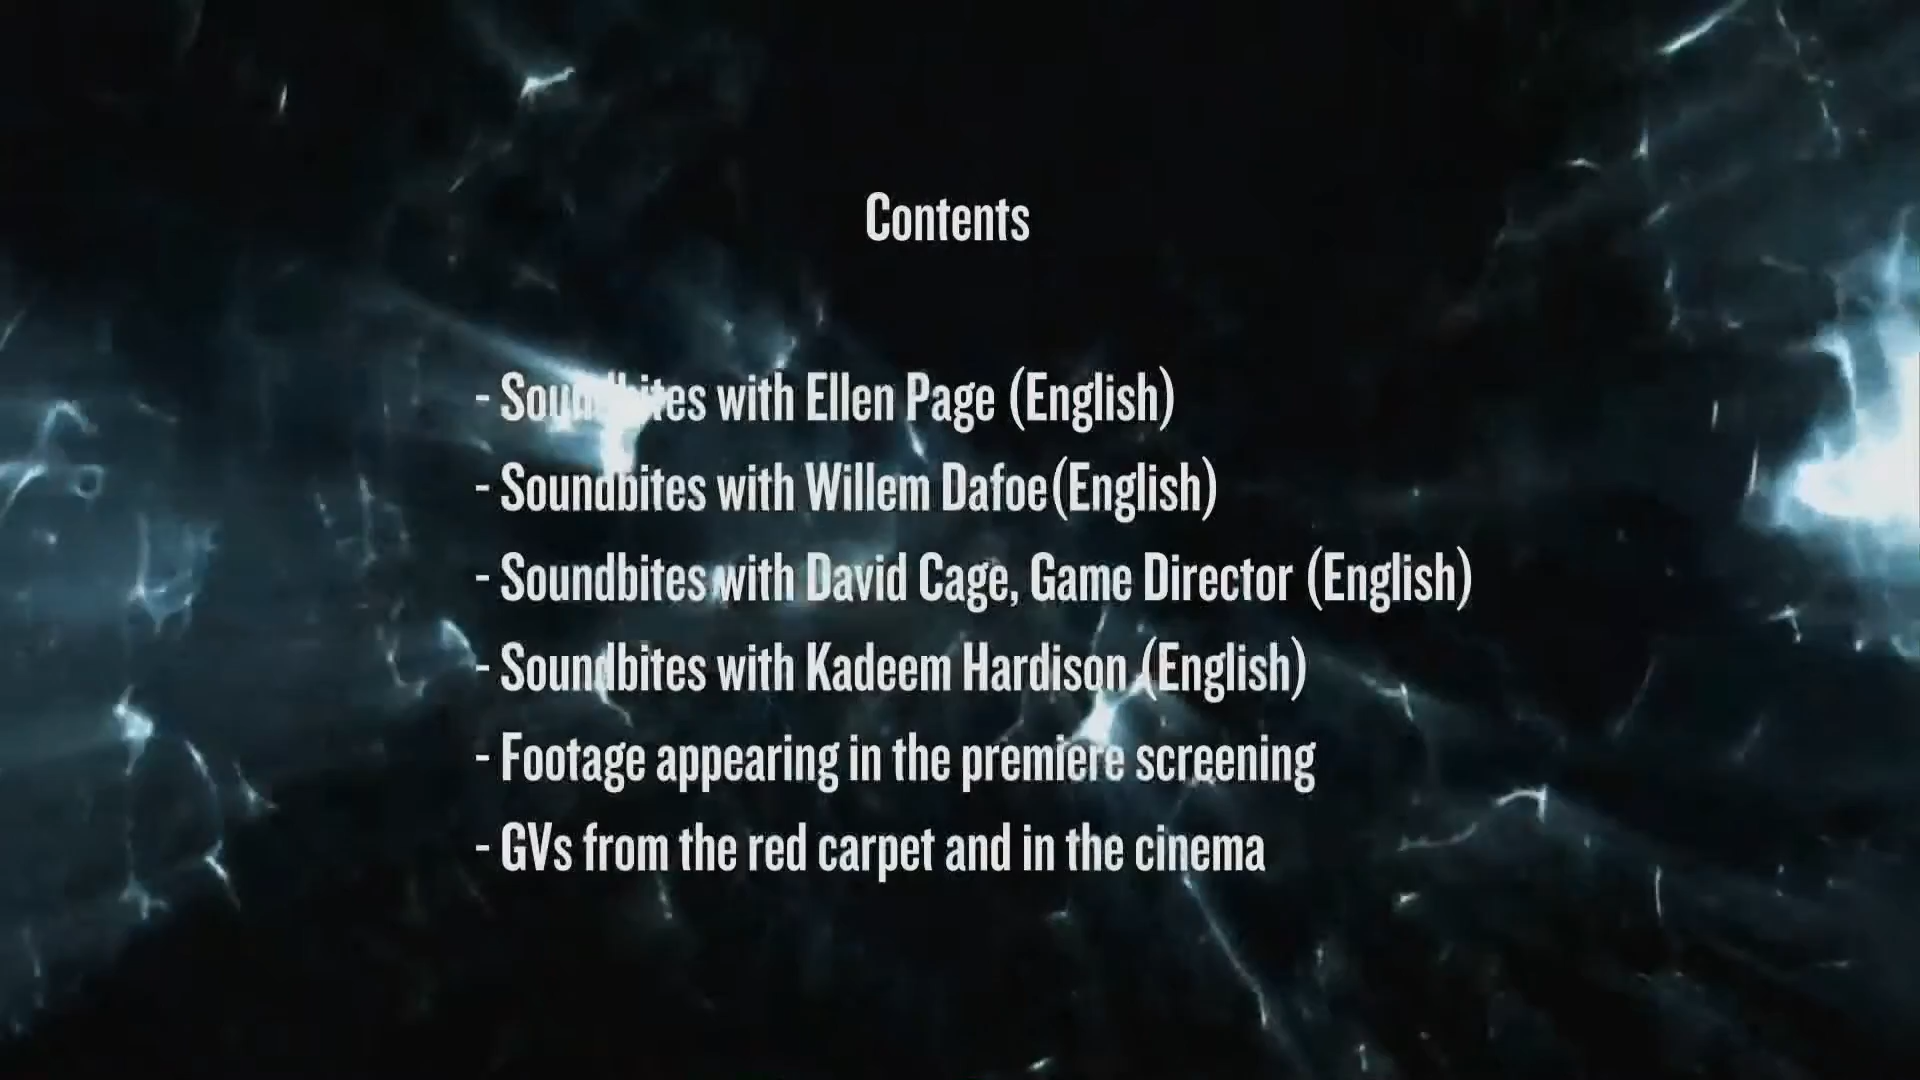 Contents
- Soundbites with Ellen Page (English)
- Soundbites with Willem Dafoe(English)
- Soundbites with David Cage, Game Director (English)
- Soundbites with Kadeem Hardison (English)
- Footage appearing in the premiere screening
- GVs from the red carpet and in the cinema